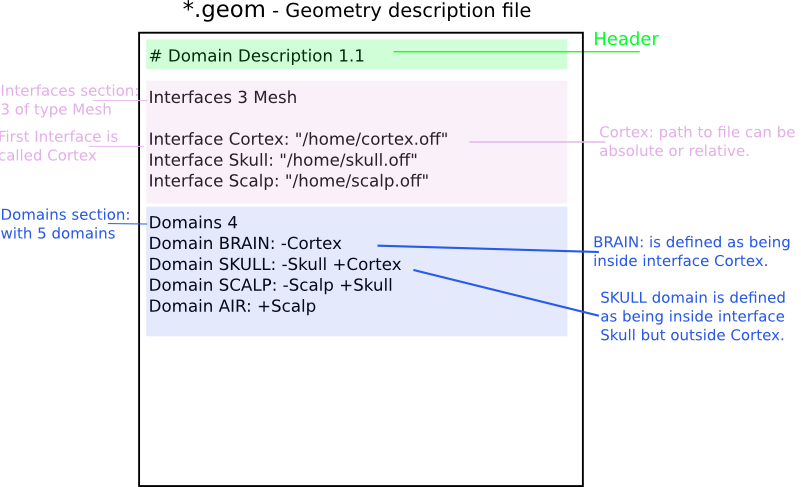 *.geom - Geometry description file
Header
# Domain Description 1.1
Interfaces section:
3 of type Mesh
Interfaces 3 Mesh
First Interface is
called Cortex
Interface Cortex: "/home/cortex.off"
Interface Skull: "/home/skull.off"
Interface Scalp: "/home/scalp.off"
Cortex: path to file can be
absolute or relative.
Domains section:
with 5 domains
Domains 4
Domain BRAIN: -Cortex
Domain SKULL: -Skull +Cortex
Domain SCALP: -Scalp +Skull
Domain AIR: +Scalp
BRAIN: is defined as being
inside interface Cortex.
SKULL domain is defined
as being inside interface
Skull but outside Cortex.